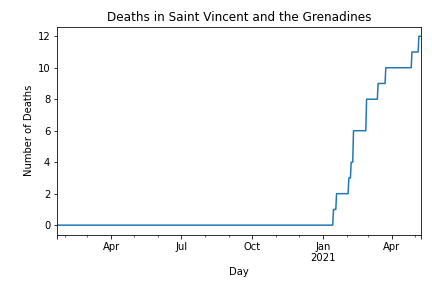 Deaths in Saint Vincent and the Grenadines
12
10
8
6
4
2
0
Number of Deaths
Apr Jul Oct Jan Apr
2021
Day